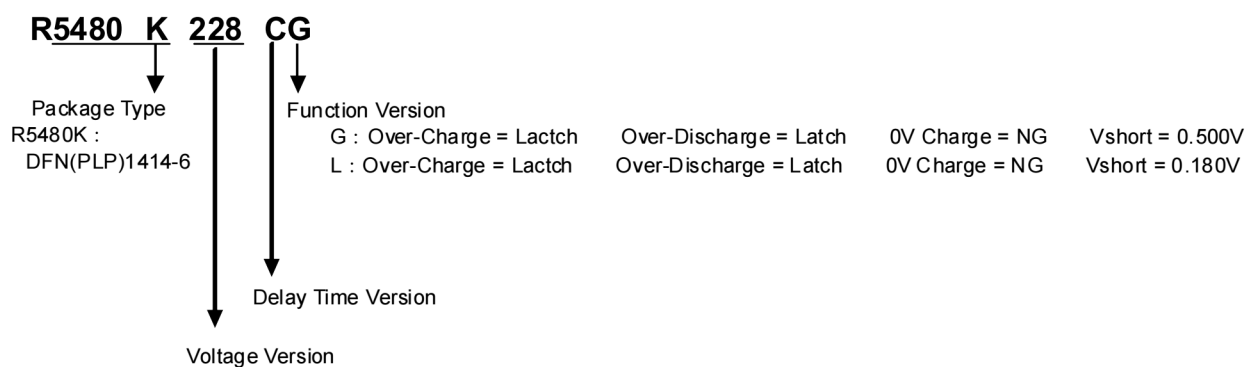 R5480 K 228 CG
Package Type
R5480K :
DFN(PLP)1414-6
Function Version
G : Over-Charge = Lactch Over-Discharge = Latch 0V Charge = NG Vshort = 0.500V
L : Over-Charge = Lactch Over-Discharge = Latch 0V Charge = NG Vshort = 0.180V
Delay Time Version
Voltage Version